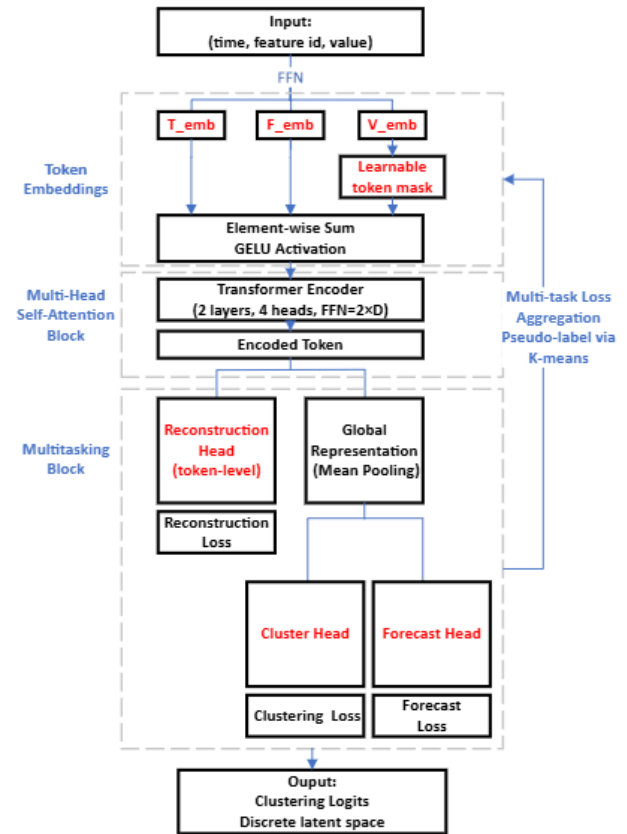 Input:
(time, feature id, value)
FFN
T_emb
F_emb
V_emb
Learnable
token mask
Token
Embeddings
Element-wise Sum
GELU Activation
Transformer Encoder
(2 layers, 4 heads, FFN=2×D)
Multi-Head
Self-Attention
Block
Encoded Token
Multi-task Loss
Aggregation
Pseudo-label via
K-means
Multitasking
Block
Reconstruction
Head
(token-level)
Global
Representation
(Mean Pooling)
Reconstruction
Loss
Cluster Head
Forecast Head
Clustering Loss
Forecast
Loss
Ouput:
Clustering Logits
Discrete latent space